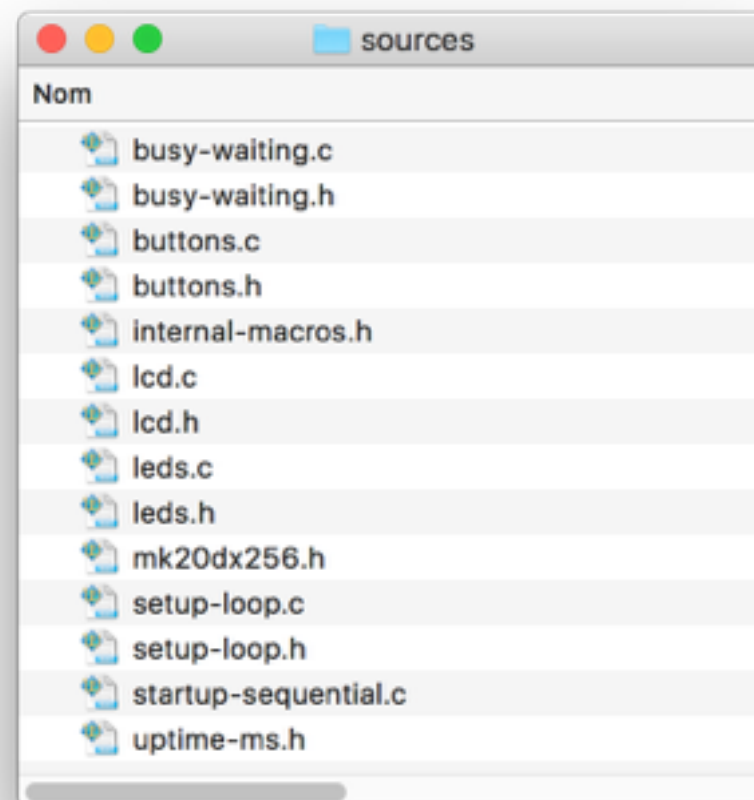 sources
Nom
busy-waiting.c
busy-waiting.h
buttons.c
buttons.h
internal-macros.h
lcd.c
lcd.h
leds.c
leds.h
mk20dx256.h
setup-loop.c
setup-loop.h
startup-sequential.c
uptime-ms.h